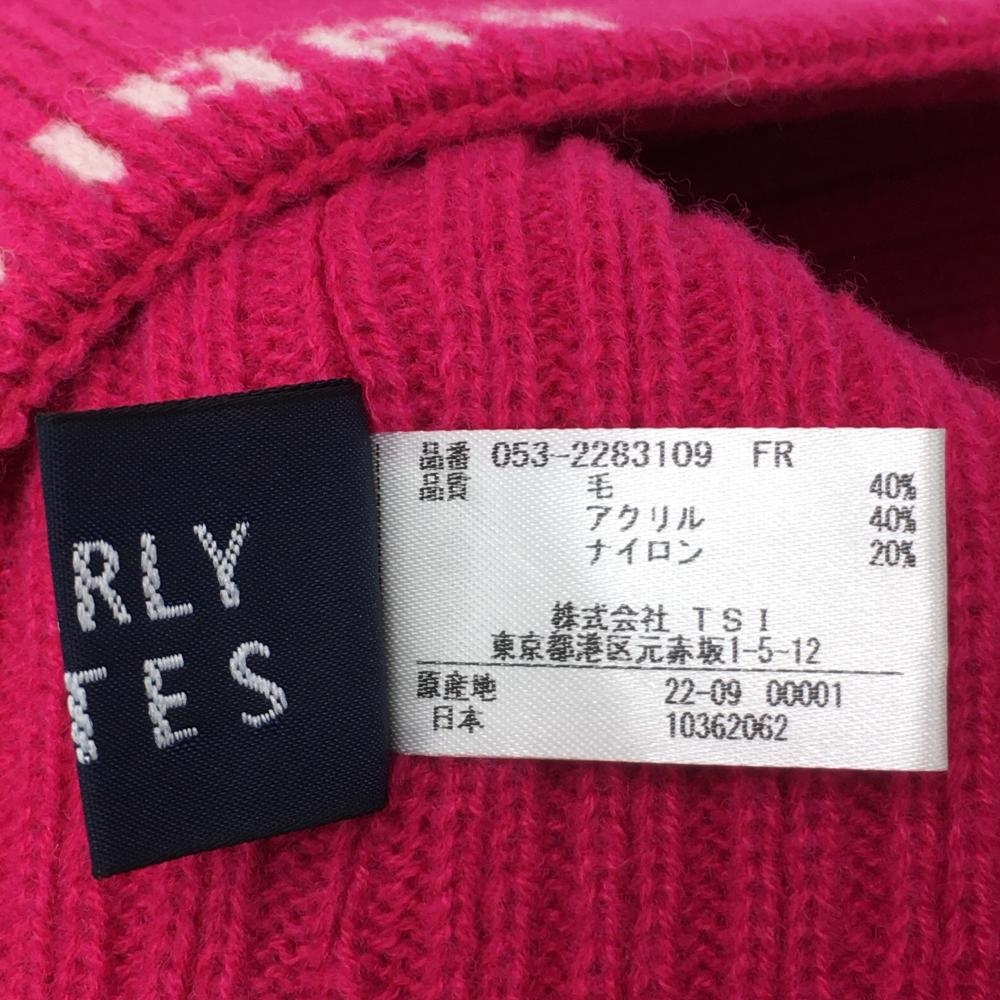 RLY
TES
品番 053-2283109 FR
品質 毛 40%
アクリル 40%
ナイロン 20%
株式会社 TSI
東京都港区元赤坂1-5-12
原産地 22-09 00001
日本 10362062